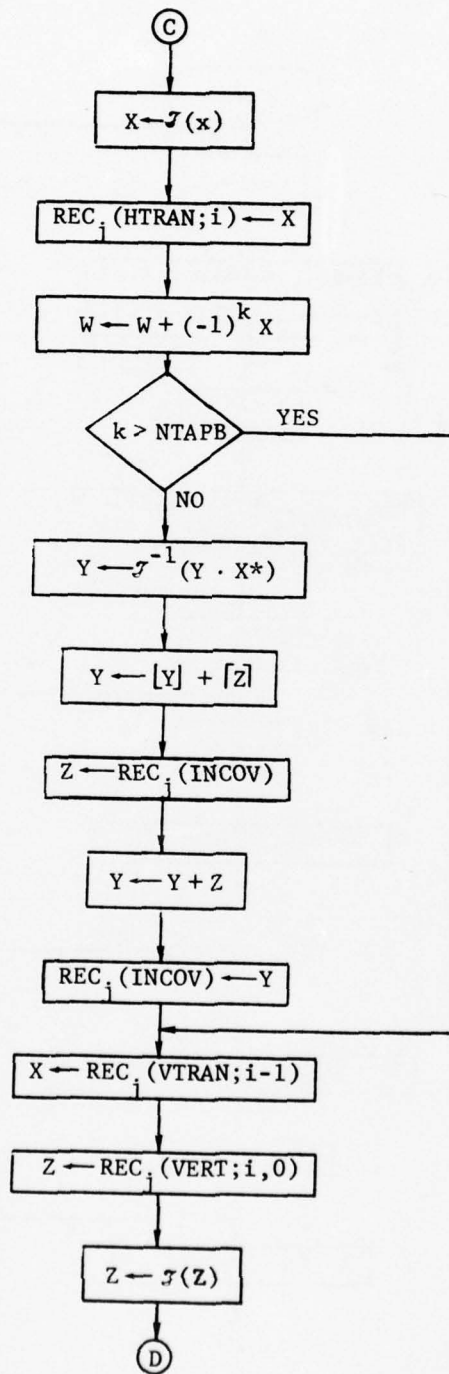 C
X ← 𝒯(x)
REC_j(HTRAN;i) ← X
W ← W + (-1)^k X
k > NTAPB
YES
NO
Y ← 𝒯^-1 (Y · X*)
Y ← ⌊Y⌋ + ⌈Z⌉
Z ← REC_j(INCOV)
Y ← Y + Z
REC_j(INCOV) ← Y
X ← REC_j(VTRAN;i-1)
Z ← REC_j(VERT;i,0)
Z ← 𝒯(Z)
D